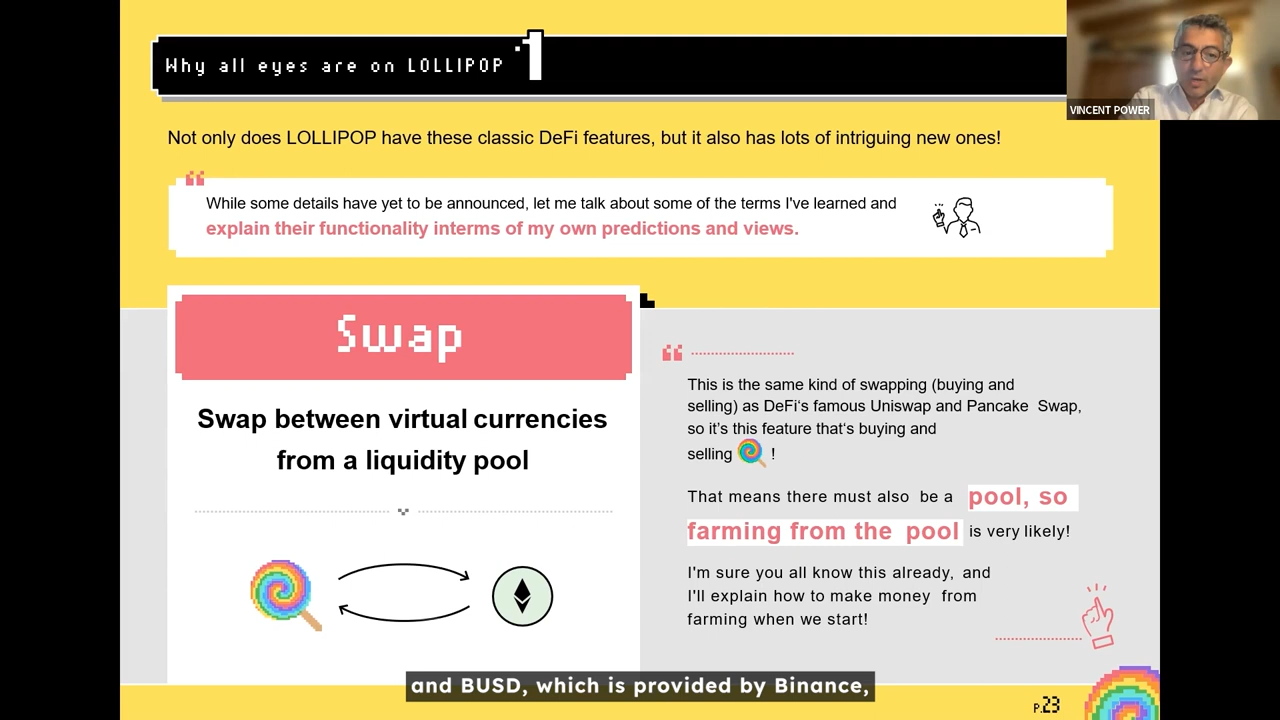 Why all eyes are on LOLLIPOP .1
VINCENT POWER
Not only does LOLLIPOP have these classic DeFi features, but it also has lots of intriguing new ones!
While some details have yet to be announced, let me talk about some of the terms I've learned and
explain their functionality interms of my own predictions and views.
Swap
Swap between virtual currencies
from a liquidity pool
This is the same kind of swapping (buying and
selling) as DeFi's famous Uniswap and Pancake Swap,
so it's this feature that's buying and
selling !
That means there must also be a pool, so
farming from the pool is very likely!
I'm sure you all know this already, and
I'll explain how to make money from
farming when we start!
and BUSD, which is provided by Binance,
P.23